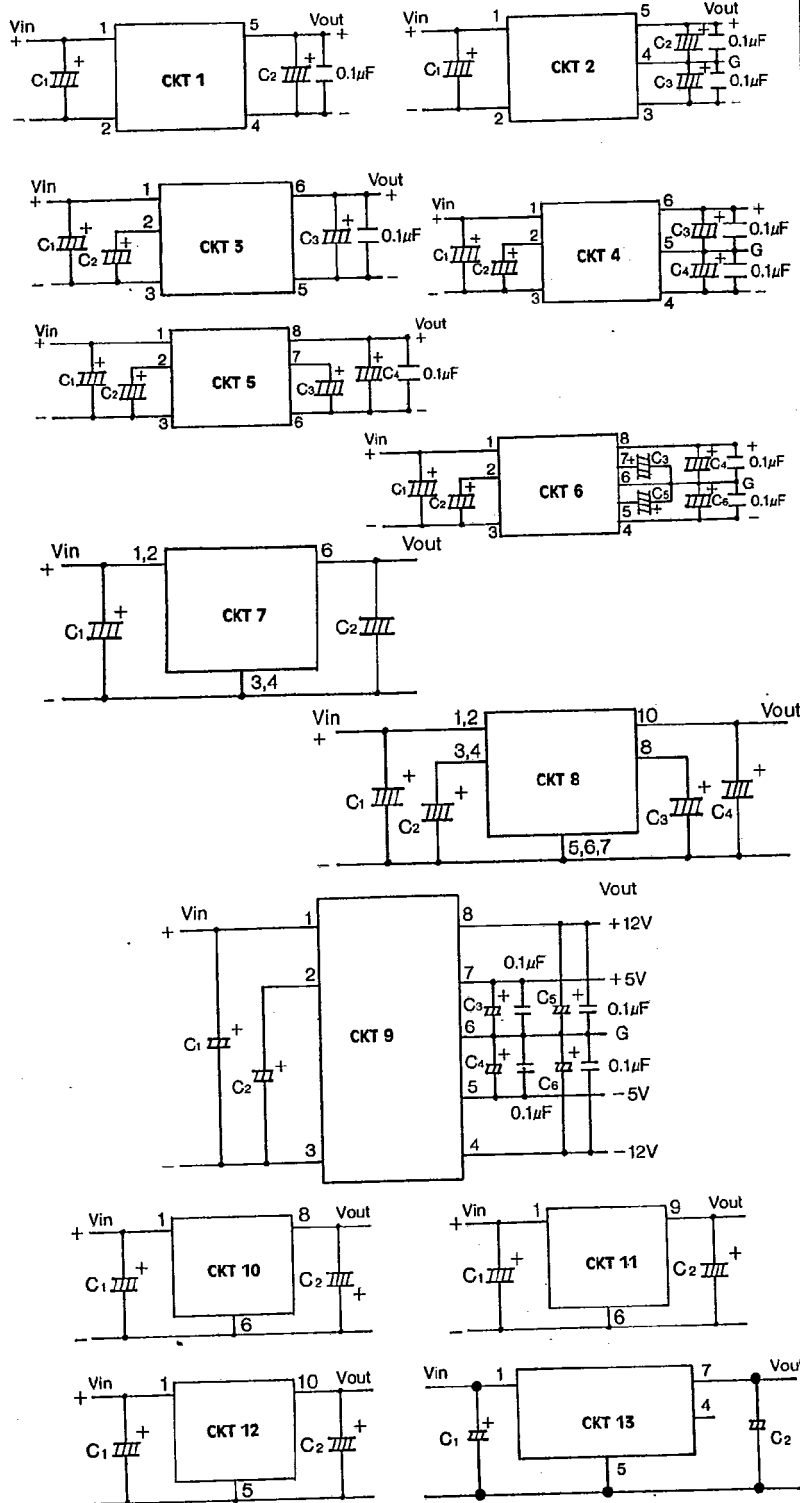 Vin 1 5 Vout
+ +
C1 + CKT 1 C2 + 0.1μF
− 2 4 −
Vin 1 5 Vout
+ +
C2 + 0.1μF
C1 + CKT 2 4 G
C3 + 0.1μF
− 2 3 −
Vin 1 6 Vout
+ +
2
C1 + C2 + CKT 3 C3 + 0.1μF
− 3 5 −
Vin 1 6 +
+ 2 C3 + 0.1μF
C1 + C2 + CKT 4 5 G
C4 + 0.1μF
− 3 4 −
Vin 1 8 Vout
+ +
2 7
C1 + C2 + CKT 5 C3 + + C4 0.1μF
− 3 6 −
Vin 1 8 +
+ 2 7+ C3 + C4 0.1μF
C1 + C2 + CKT 6 6 G
5 C5 + + C6 0.1μF
− 3 4 −
Vin 1,2 6 Vout
+
C1 + CKT 7 C2
− 3,4
Vin 1,2 10 Vout
+
3,4 8
C1 + C2 + CKT 8 C3 + C4 +
− 5,6,7
Vout
Vin 1 8 +12V
+
2 7 0.1μF +5V
C3 + C5 + 0.1μF
C1 + CKT 9 6 G
C2 + C4 + C6 + 0.1μF
5 −5V
0.1μF
− 3 4 −12V
Vin 1 8 Vout
+
C1 + CKT 10 C2 +
− 6
Vin 1 9 Vout
+
C1 + CKT 11 C2 +
− 6
Vin 1 10 Vout
+
C1 + CKT 12 C2 +
− 5
Vin 1 7 Vout
4
C1 + CKT 13 C2
5